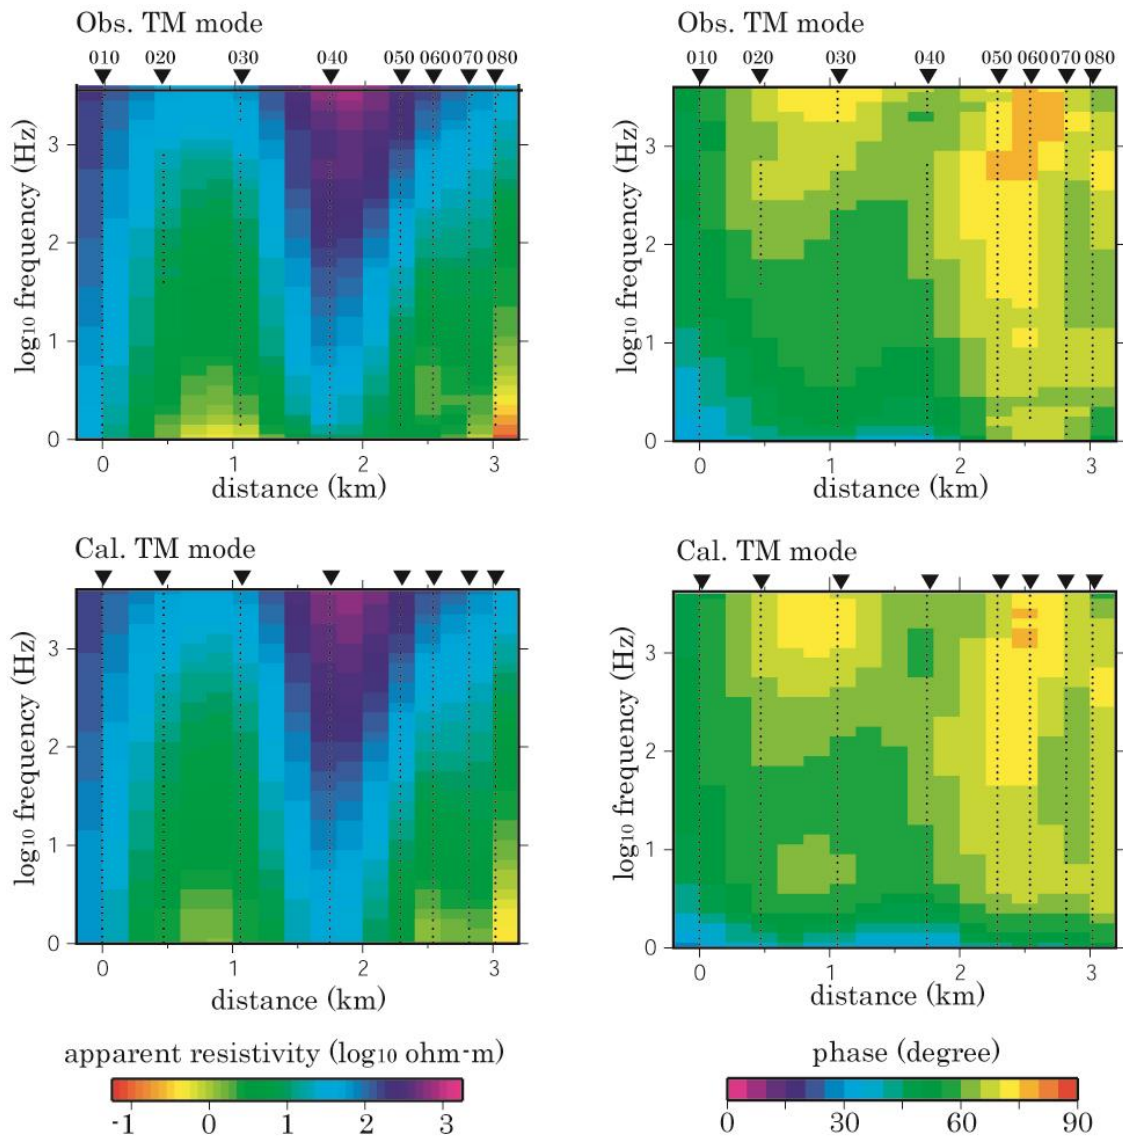 Obs. TM mode
010 020 030 040 050 060 070 080
log10 frequency (Hz)
3
2
1
0
0 1 2 3
distance (km)
Obs. TM mode
010 020 030 040 050 060 070 080
log10 frequency (Hz)
3
2
1
0
0 1 2 3
distance (km)
Cal. TM mode
log10 frequency (Hz)
3
2
1
0
0 1 2 3
distance (km)
Cal. TM mode
log10 frequency (Hz)
3
2
1
0
0 1 2 3
distance (km)
apparent resistivity (log10 ohm-m)
-1 0 1 2 3
phase (degree)
0 30 60 90